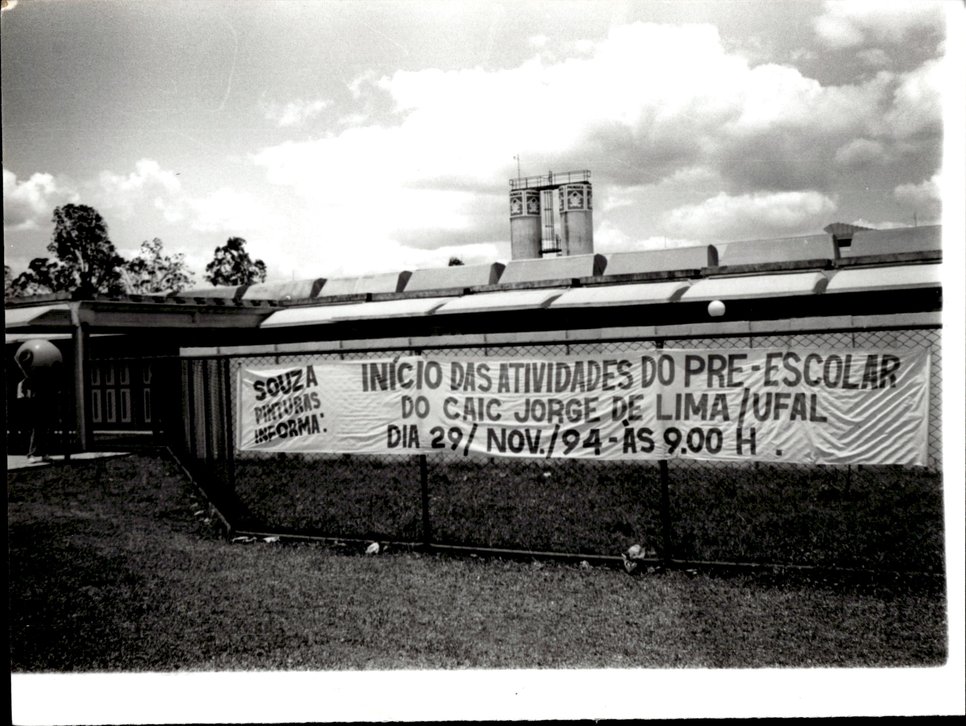 SOUZA
PINTURAS
INFORMA:
INÍCIO DAS ATIVIDADES DO PRE-ESCOLAR
DO CAIC JORGE DE LIMA/UFAL
DIA 29/NOV./94-ÀS 9.00 H.